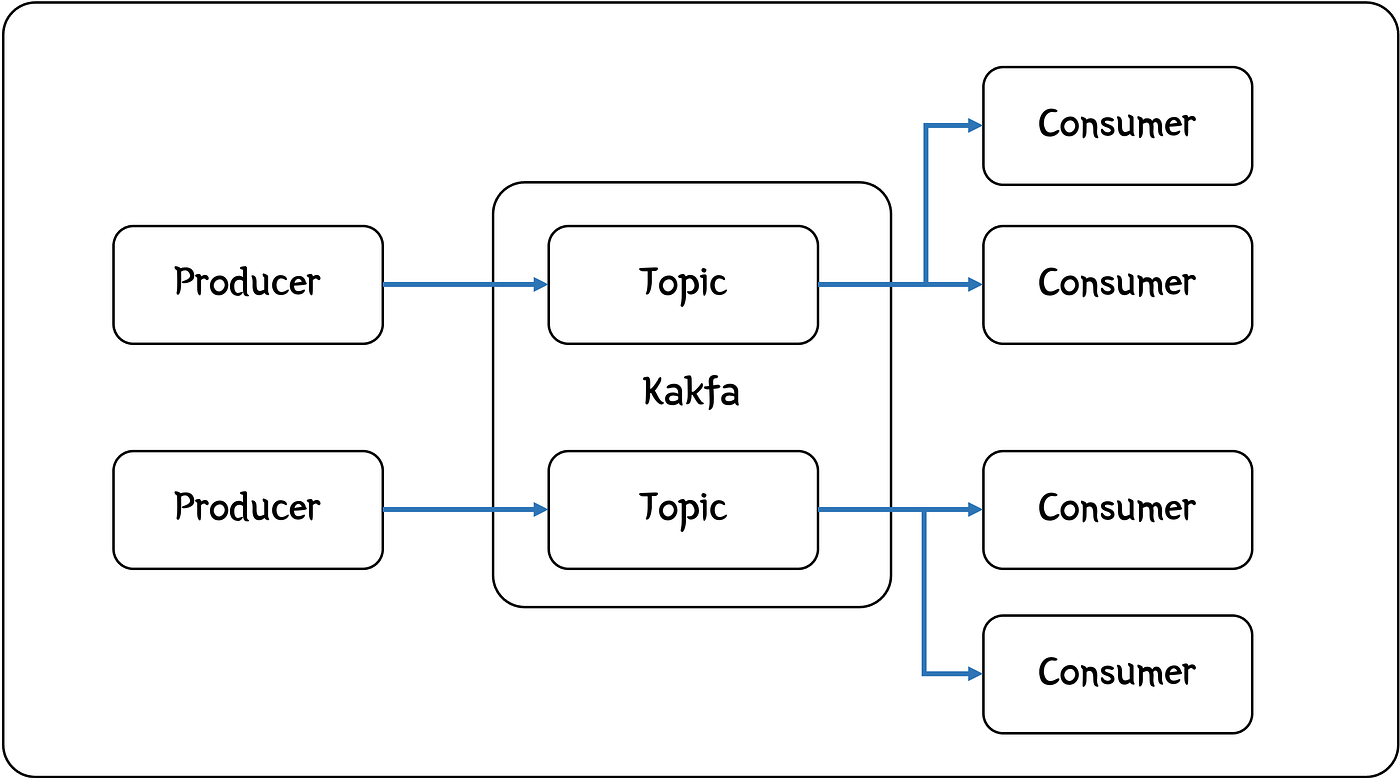 Consumer
Producer
Topic
Consumer
Kakfa
Producer
Topic
Consumer
Consumer